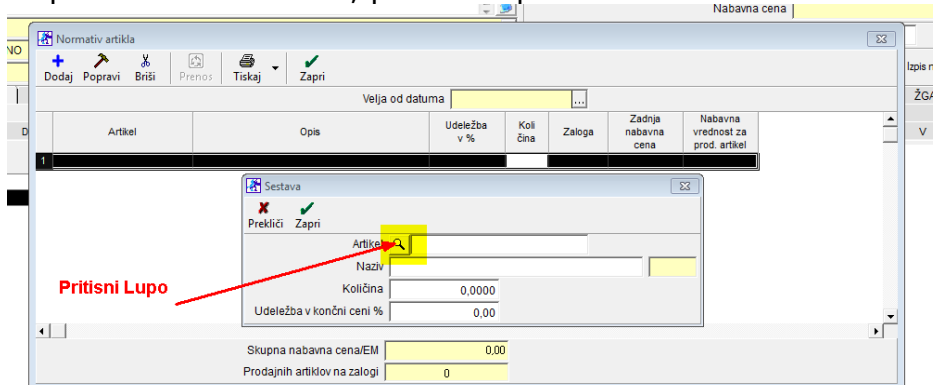 Nabavna cena
NO
Izpis
ŽGA
D
V
Normativ artikla
Dodaj Popravi Briši Prenos Tiskaj Zapri
Velja od datuma ...
Artikel Opis Udeležba v % Koli čina Zaloga Zadnja nabavna cena Nabavna vrednost za prod. artikel
1
Sestava
Prekliči Zapri
Artikel
Naziv
Pritisni Lupo
Količina 0,0000
Udeležba v končni ceni % 0,00
Skupna nabavna cena/EM 0,00
Prodajnih artiklov na zalogi 0